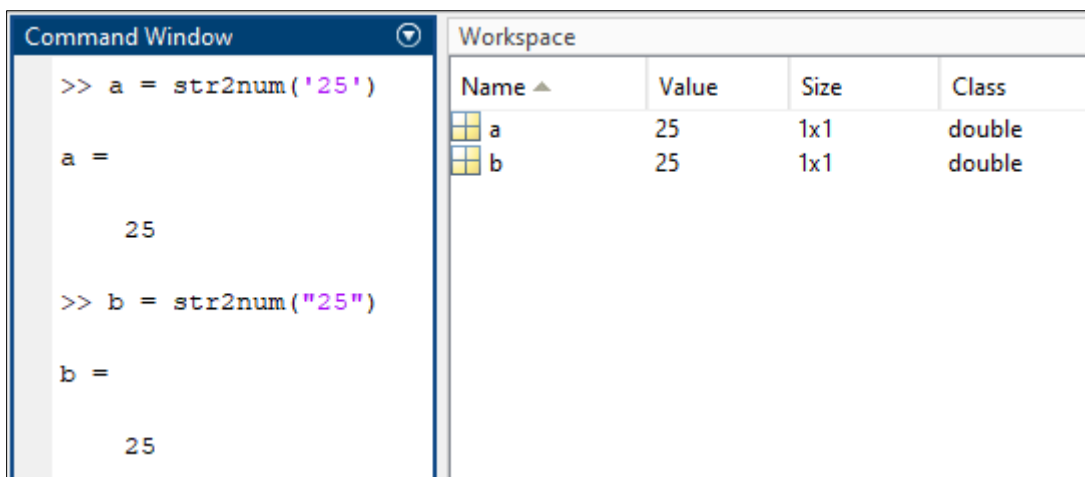 Command Window
>> a = str2num('25')
a =
25
>> b = str2num("25")
b =
25
Workspace
Name Value Size Class
a 25 1x1 double
b 25 1x1 double